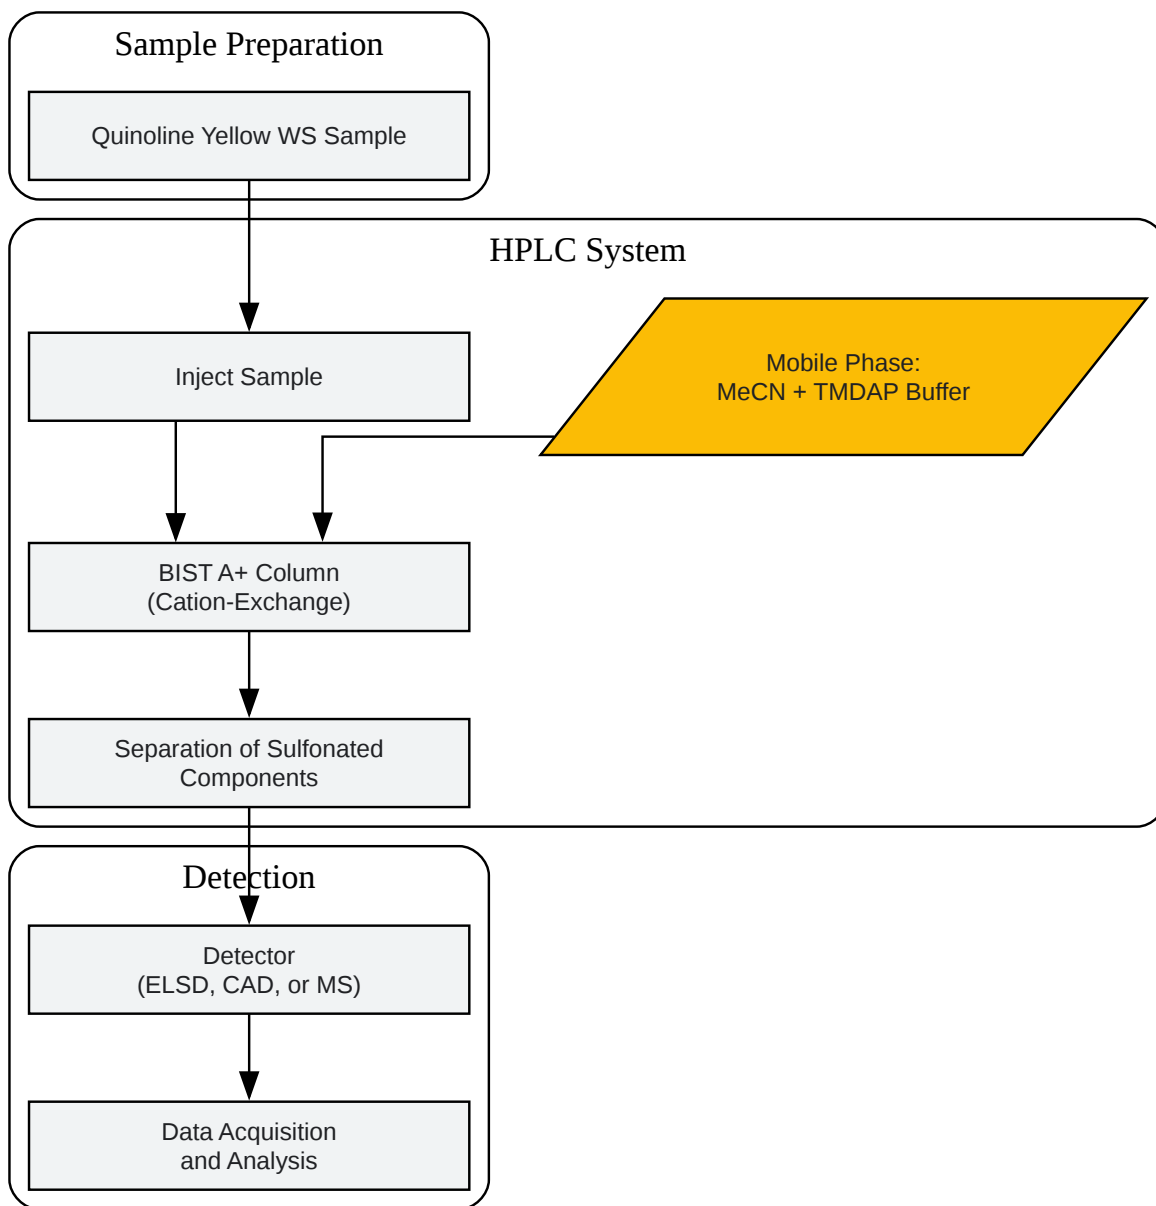 Sample Preparation
Quinoline Yellow WS Sample
HPLC System
Inject Sample
Mobile Phase:
MeCN + TMDAP Buffer
BIST A+ Column
(Cation-Exchange)
Separation of Sulfonated
Components
Detection
Detector
(ELSD, CAD, or MS)
Data Acquisition
and Analysis